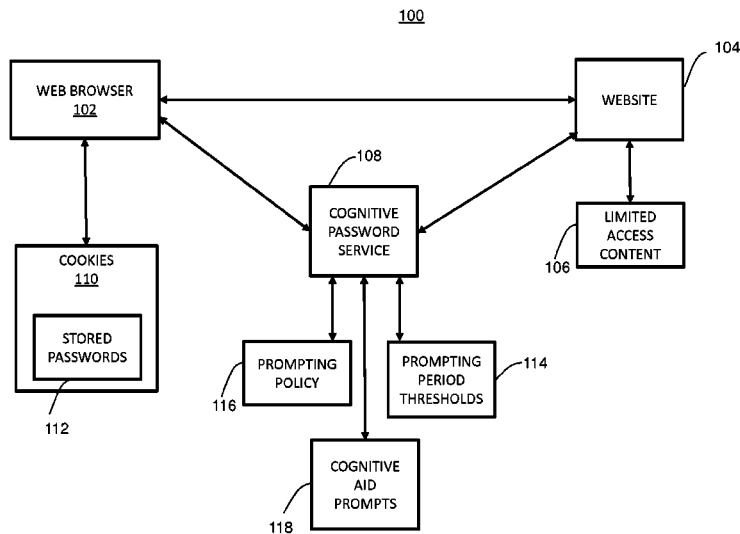 100
WEB BROWSER
102
WEBSITE
104
108
COGNITIVE
PASSWORD
SERVICE
LIMITED
ACCESS
CONTENT
106
COOKIES
110
STORED
PASSWORDS
112
PROMPTING
POLICY
116
PROMPTING
PERIOD
THRESHOLDS
114
COGNITIVE
AID
PROMPTS
118